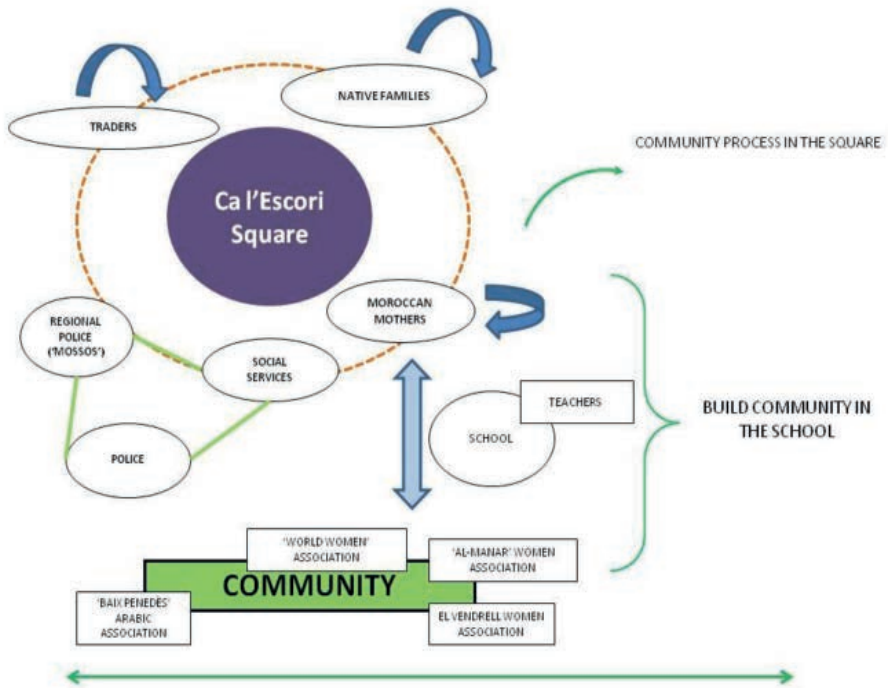 NATIVE FAMILIES
TRADERS
COMMUNITY PROCESS IN THE SQUARE
Ca l'Escori
Square
MOROCCAN
MOTHERS
REGIONAL
POLICE
('MOSSOS')
SOCIAL
SERVICES
TEACHERS
SCHOOL
BUILD COMMUNITY IN
THE SCHOOL
POLICE
'WORLD WOMEN'
ASSOCIATION
'AL-MANAR' WOMEN
ASSOCIATION
COMMUNITY
'BAIX PENEDÈS'
ARABIC
ASSOCIATION
EL VENDRELL WOMEN
ASSOCIATION